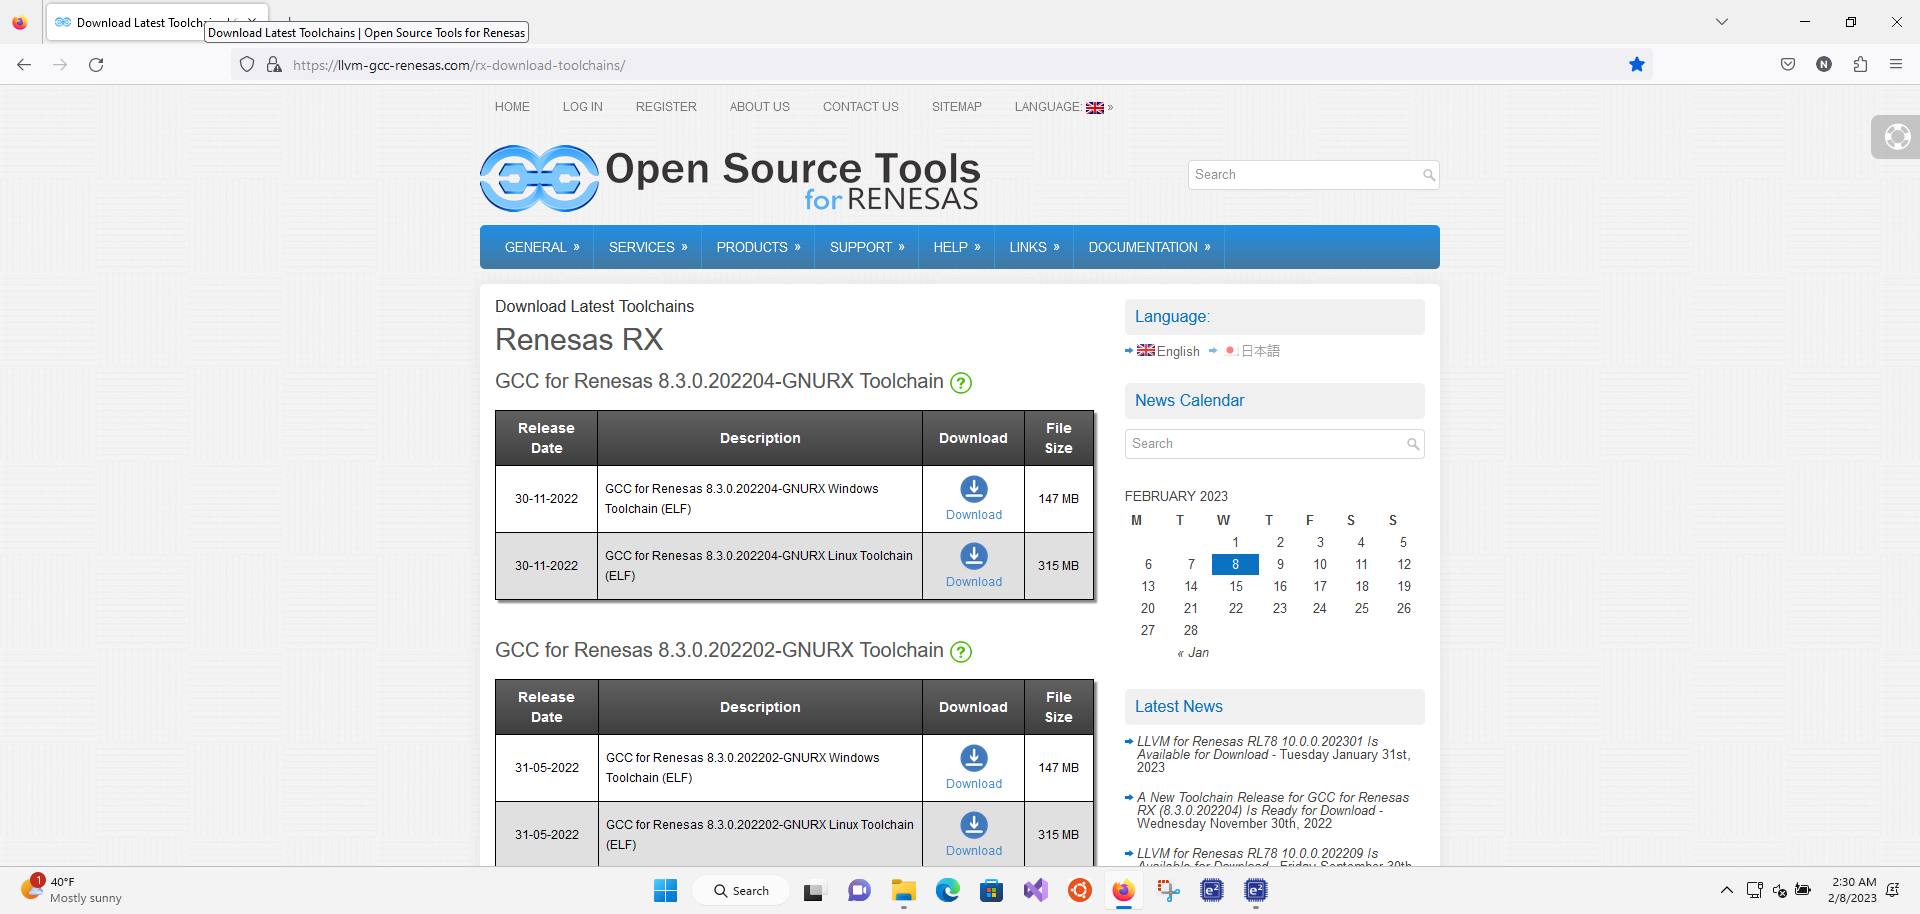 Download Latest Toolchains
Download Latest Toolchains | Open Source Tools for Renesas
https://llvm-gcc-renesas.com/rx-download-toolchains/
N
HOME LOG IN REGISTER ABOUT US CONTACT US SITEMAP LANGUAGE: »
Open Source Tools
for RENESAS
Search
GENERAL » SERVICES » PRODUCTS » SUPPORT » HELP » LINKS » DOCUMENTATION »
Download Latest Toolchains
Renesas RX
GCC for Renesas 8.3.0.202204-GNURX Toolchain ?
Release Date Description Download File Size
30-11-2022 GCC for Renesas 8.3.0.202204-GNURX Windows Toolchain (ELF) Download 147 MB
30-11-2022 GCC for Renesas 8.3.0.202204-GNURX Linux Toolchain (ELF) Download 315 MB
GCC for Renesas 8.3.0.202202-GNURX Toolchain ?
Release Date Description Download File Size
31-05-2022 GCC for Renesas 8.3.0.202202-GNURX Windows Toolchain (ELF) Download 147 MB
31-05-2022 GCC for Renesas 8.3.0.202202-GNURX Linux Toolchain (ELF) Download 315 MB
Language:
English 日本語
News Calendar
Search
FEBRUARY 2023
M T W T F S S
1 2 3 4 5
6 7 8 9 10 11 12
13 14 15 16 17 18 19
20 21 22 23 24 25 26
27 28
« Jan
Latest News
LLVM for Renesas RL78 10.0.0.202301 Is
Available for Download - Tuesday January 31st,
2023
A New Toolchain Release for GCC for Renesas
RX (8.3.0.202204) Is Ready for Download -
Wednesday November 30th, 2022
LLVM for Renesas RL78 10.0.0.202209 Is
Available for Download - Friday September 30th
1
40°F
Mostly sunny
Search
e²
e²
2:30 AM
2/8/2023